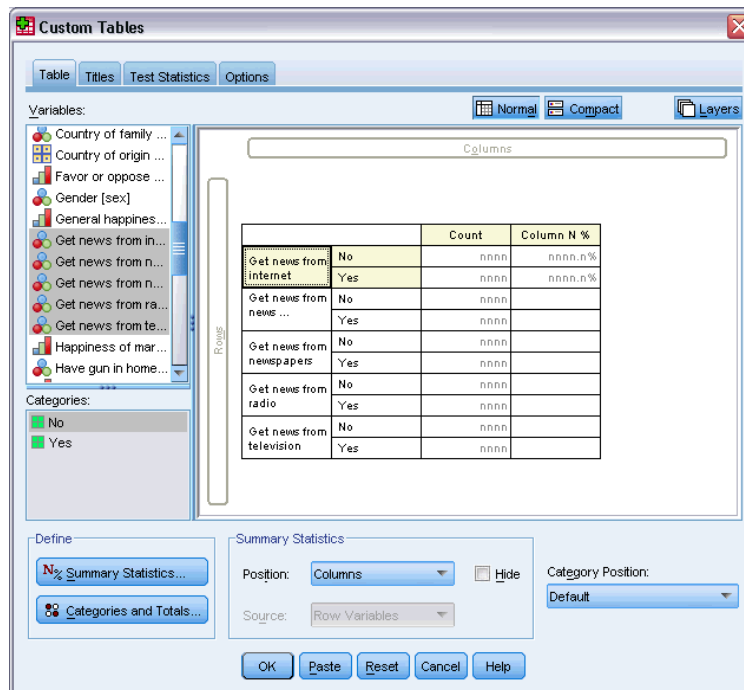 Custom Tables
Table Titles Test Statistics Options
Variables:
Normal Compact Layers
Country of family ...
Country of origin ...
Favor or oppose ...
Gender [sex]
General happines...
Get news from in...
Get news from n...
Get news from n...
Get news from ra...
Get news from te...
Happiness of mar...
Have gun in home...
Categories:
No
Yes
Columns
Rows
Count Column N %
Get news from internet No nnnn nnnn.n%
Yes nnnn nnnn.n%
Get news from news ... No nnnn
Yes nnnn
Get news from newspapers No nnnn
Yes nnnn
Get news from radio No nnnn
Yes nnnn
Get news from television No nnnn
Yes nnnn
Define
N% Summary Statistics...
Categories and Totals...
Summary Statistics
Position: Columns Hide
Source: Row Variables
Category Position:
Default
OK Paste Reset Cancel Help